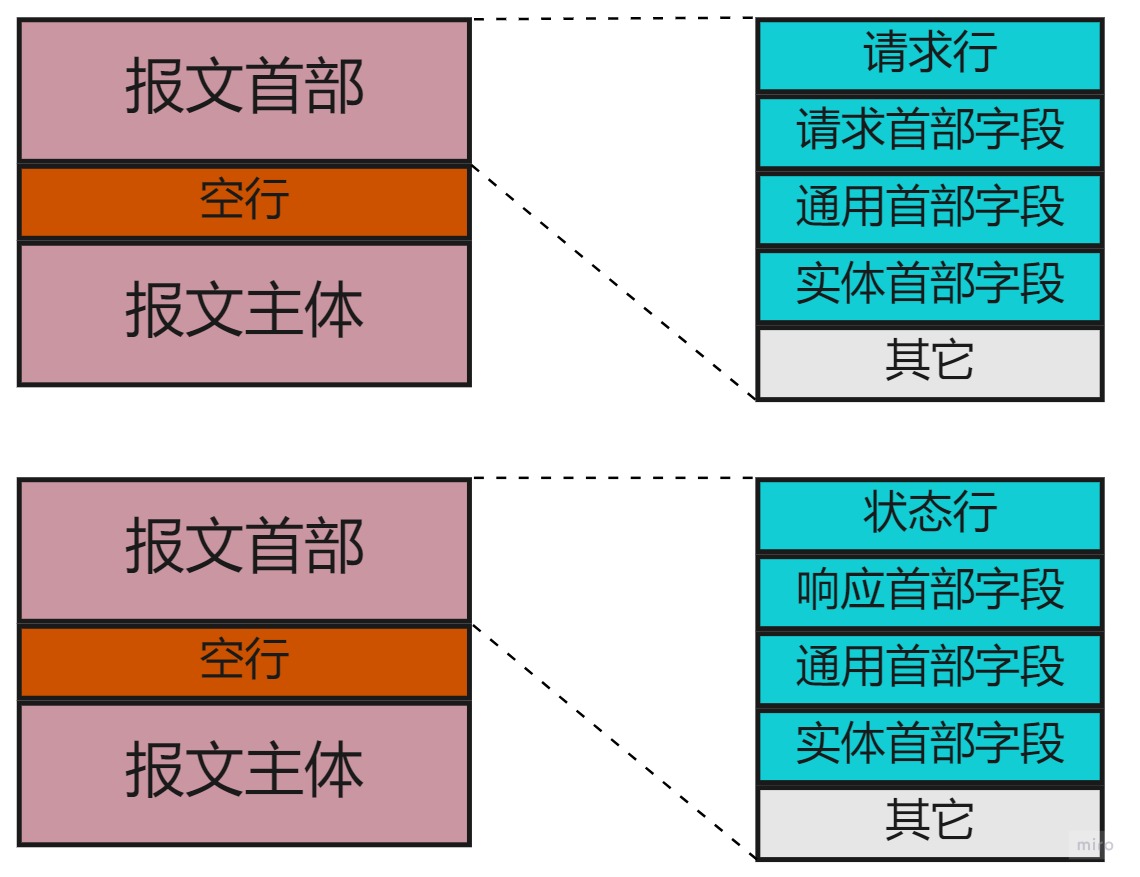 报文首部
空行
报文主体
请求行
请求首部字段
通用首部字段
实体首部字段
其它
报文首部
空行
报文主体
状态行
响应首部字段
通用首部字段
实体首部字段
其它
miro